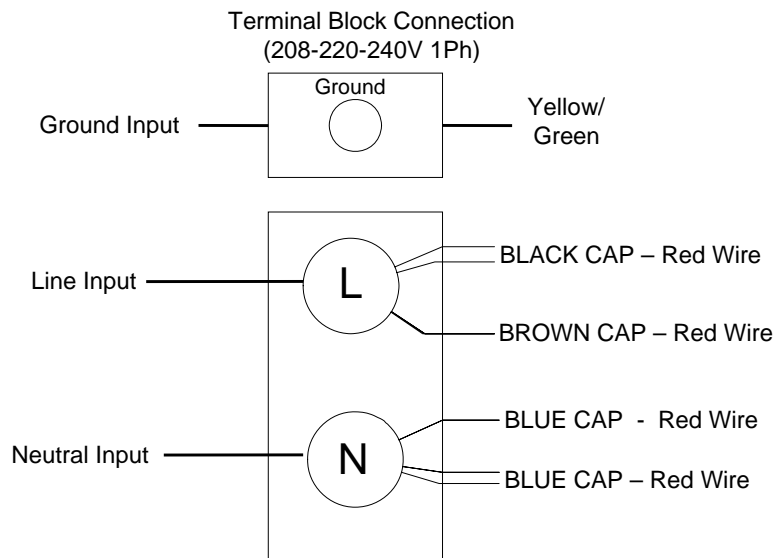 Terminal Block Connection
(208-220-240V 1Ph)
Ground
Ground Input
Yellow/
Green
L
Line Input
BLACK CAP – Red Wire
BROWN CAP – Red Wire
N
Neutral Input
BLUE CAP - Red Wire
BLUE CAP – Red Wire